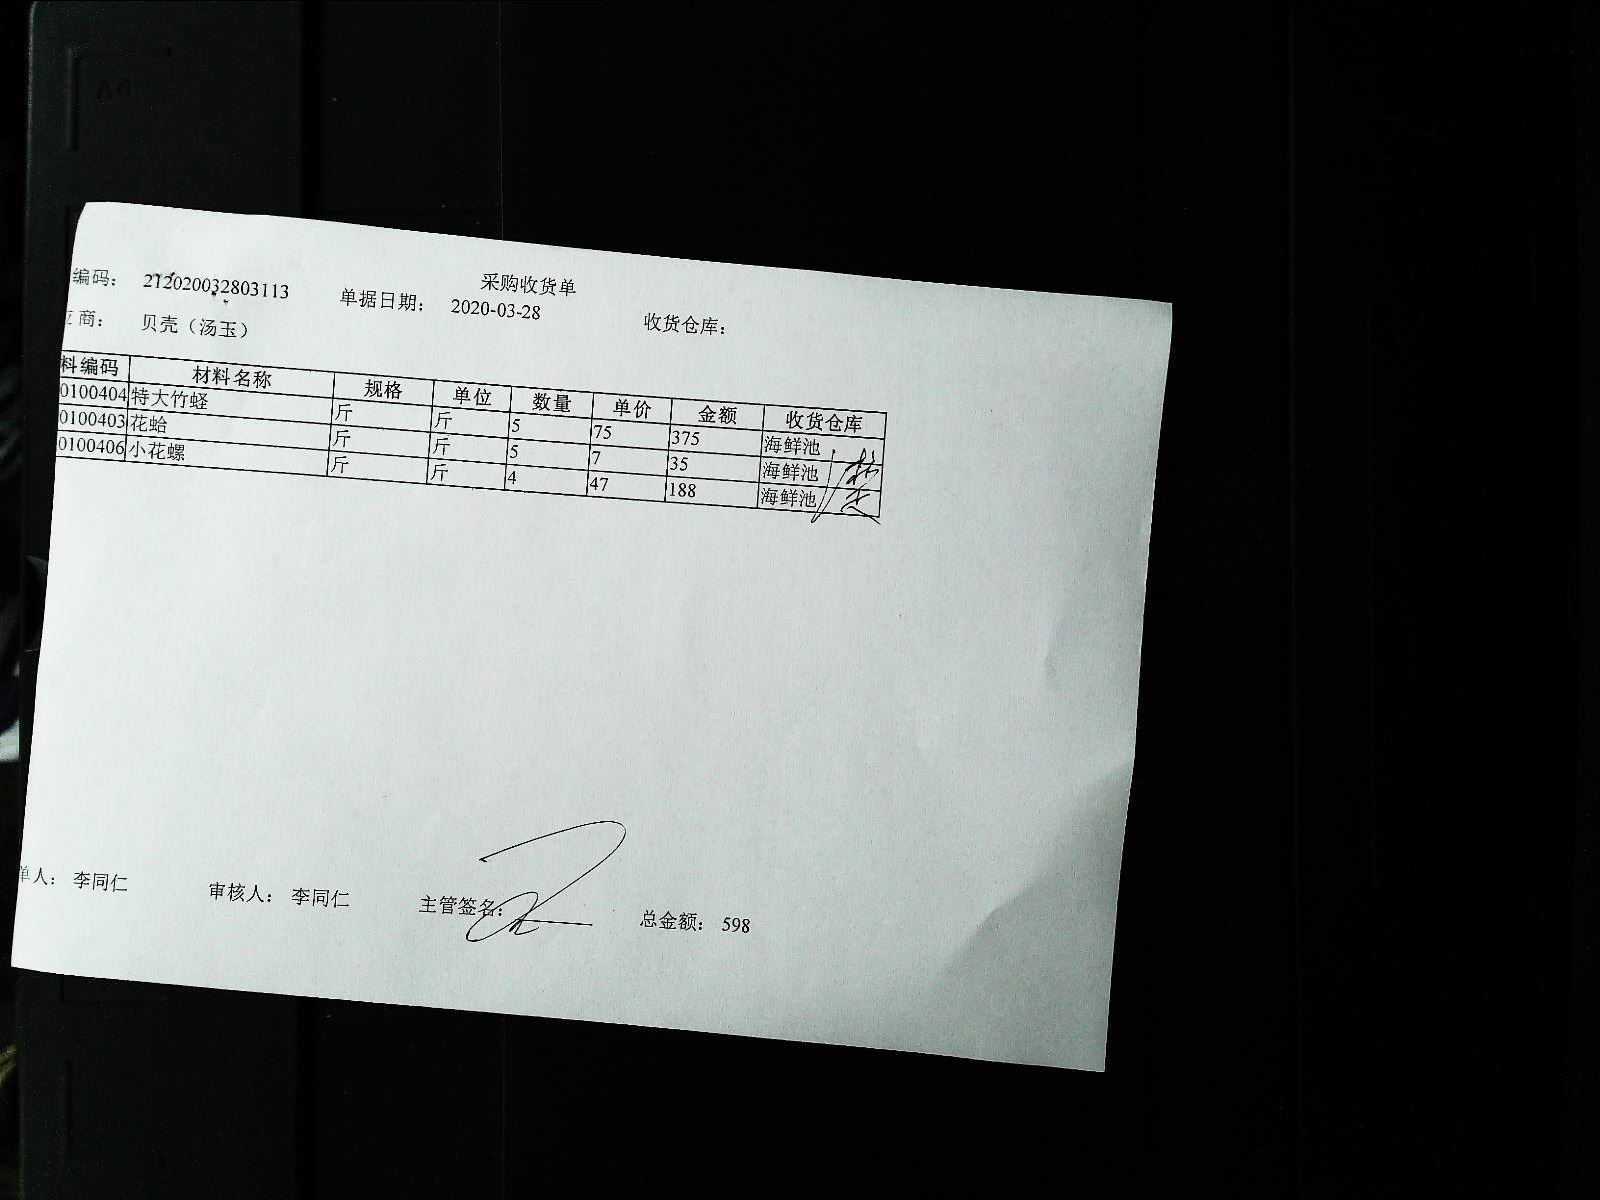 采购收货单
编码： 212020032803113 单据日期： 2020-03-28 收货仓库：
商： 贝壳（汤玉）
料编码 材料名称 规格 单位 数量 单价 金额 收货仓库
0100404 特大竹蛏 斤 斤 5 75 375 海鲜池
0100403 花蛤 斤 斤 5 7 35 海鲜池
0100406 小花螺 斤 斤 4 47 188 海鲜池
单人： 李同仁 审核人： 李同仁 主管签名： 总金额： 598